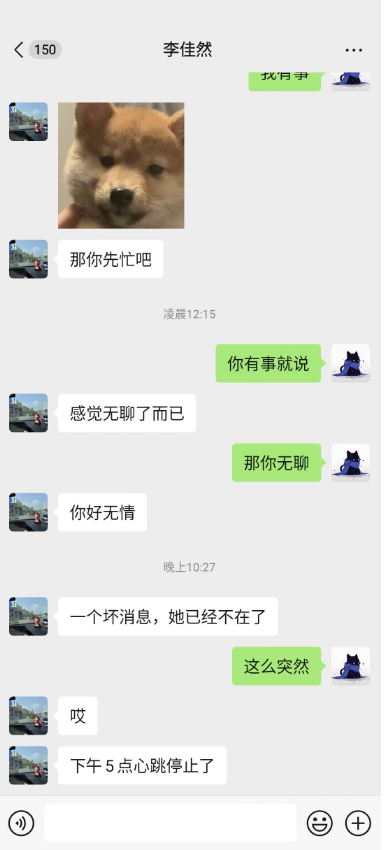 150
李佳然
我有事
那你先忙吧
凌晨12:15
你有事就说
感觉无聊了而已
那你无聊
你好无情
晚上10:27
一个坏消息，她已经不在了
这么突然
哎
下午5点心跳停止了